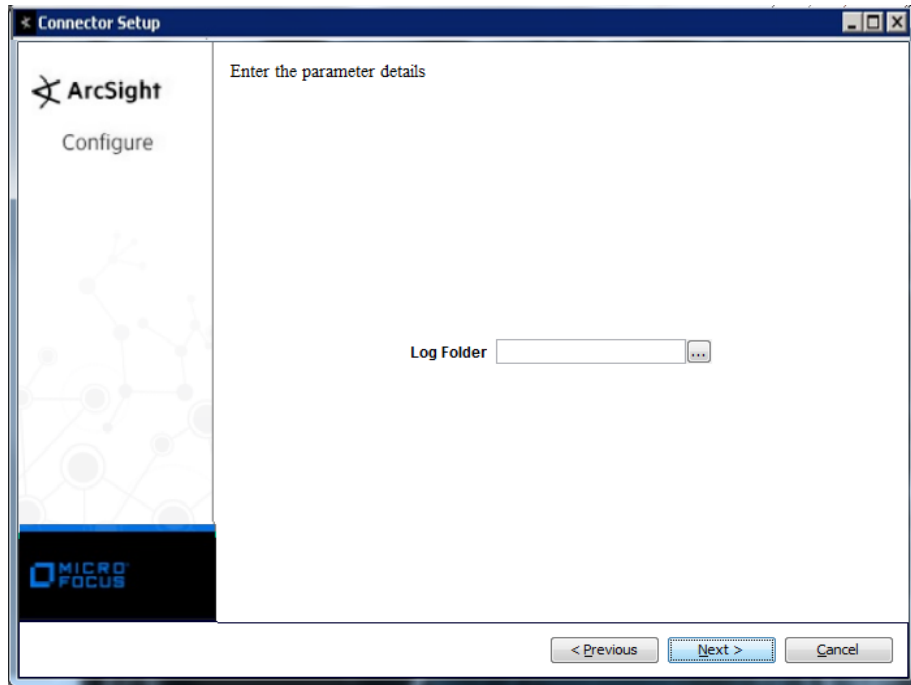 Connector Setup
ArcSight
Configure
Enter the parameter details
Log Folder
...
MICRO
FOCUS
< Previous
Next >
Cancel